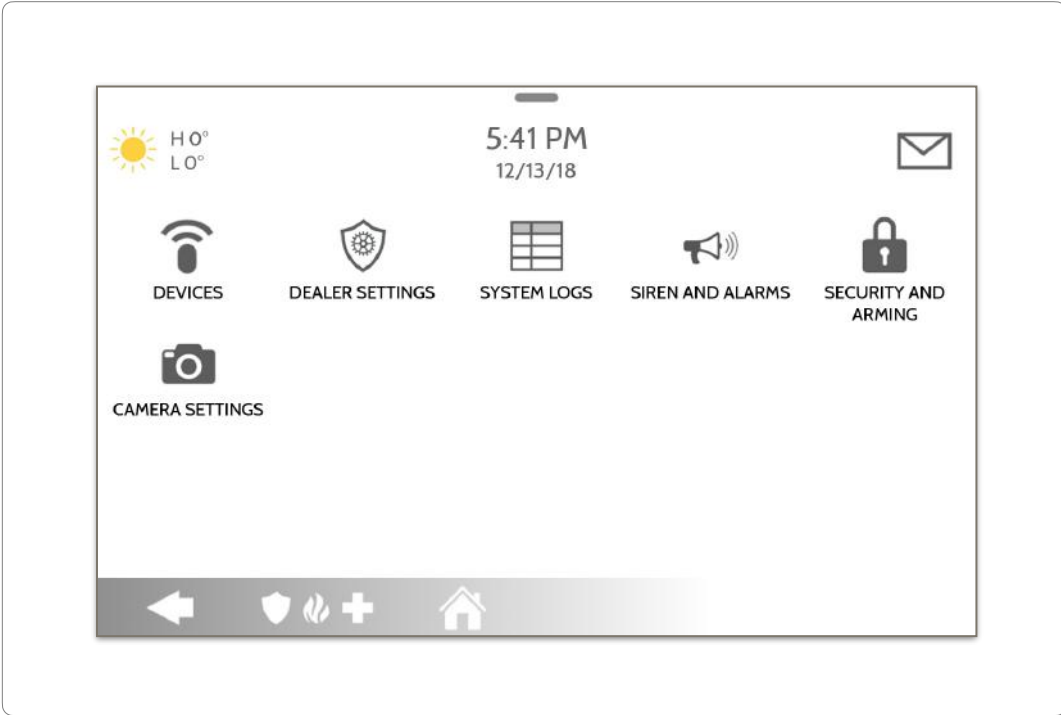 H 0°
L 0°
5:41 PM
12/13/18
DEVICES
DEALER SETTINGS
SYSTEM LOGS
SIREN AND ALARMS
SECURITY AND
ARMING
CAMERA SETTINGS